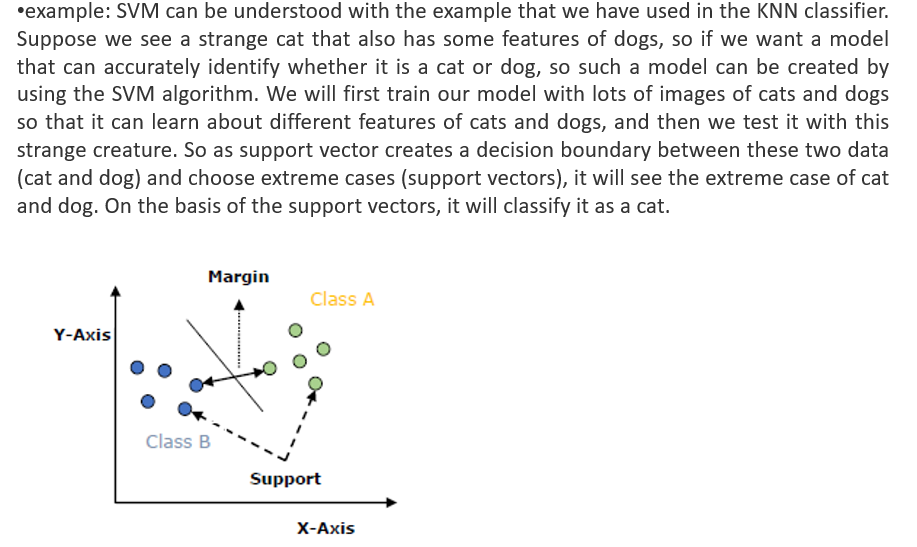 •example: SVM can be understood with the example that we have used in the KNN classifier.
Suppose we see a strange cat that also has some features of dogs, so if we want a model
that can accurately identify whether it is a cat or dog, so such a model can be created by
using the SVM algorithm. We will first train our model with lots of images of cats and dogs
so that it can learn about different features of cats and dogs, and then we test it with this
strange creature. So as support vector creates a decision boundary between these two data
(cat and dog) and choose extreme cases (support vectors), it will see the extreme case of cat
and dog. On the basis of the support vectors, it will classify it as a cat.
Margin
Class A
Y-Axis
Class B
Support
X-Axis